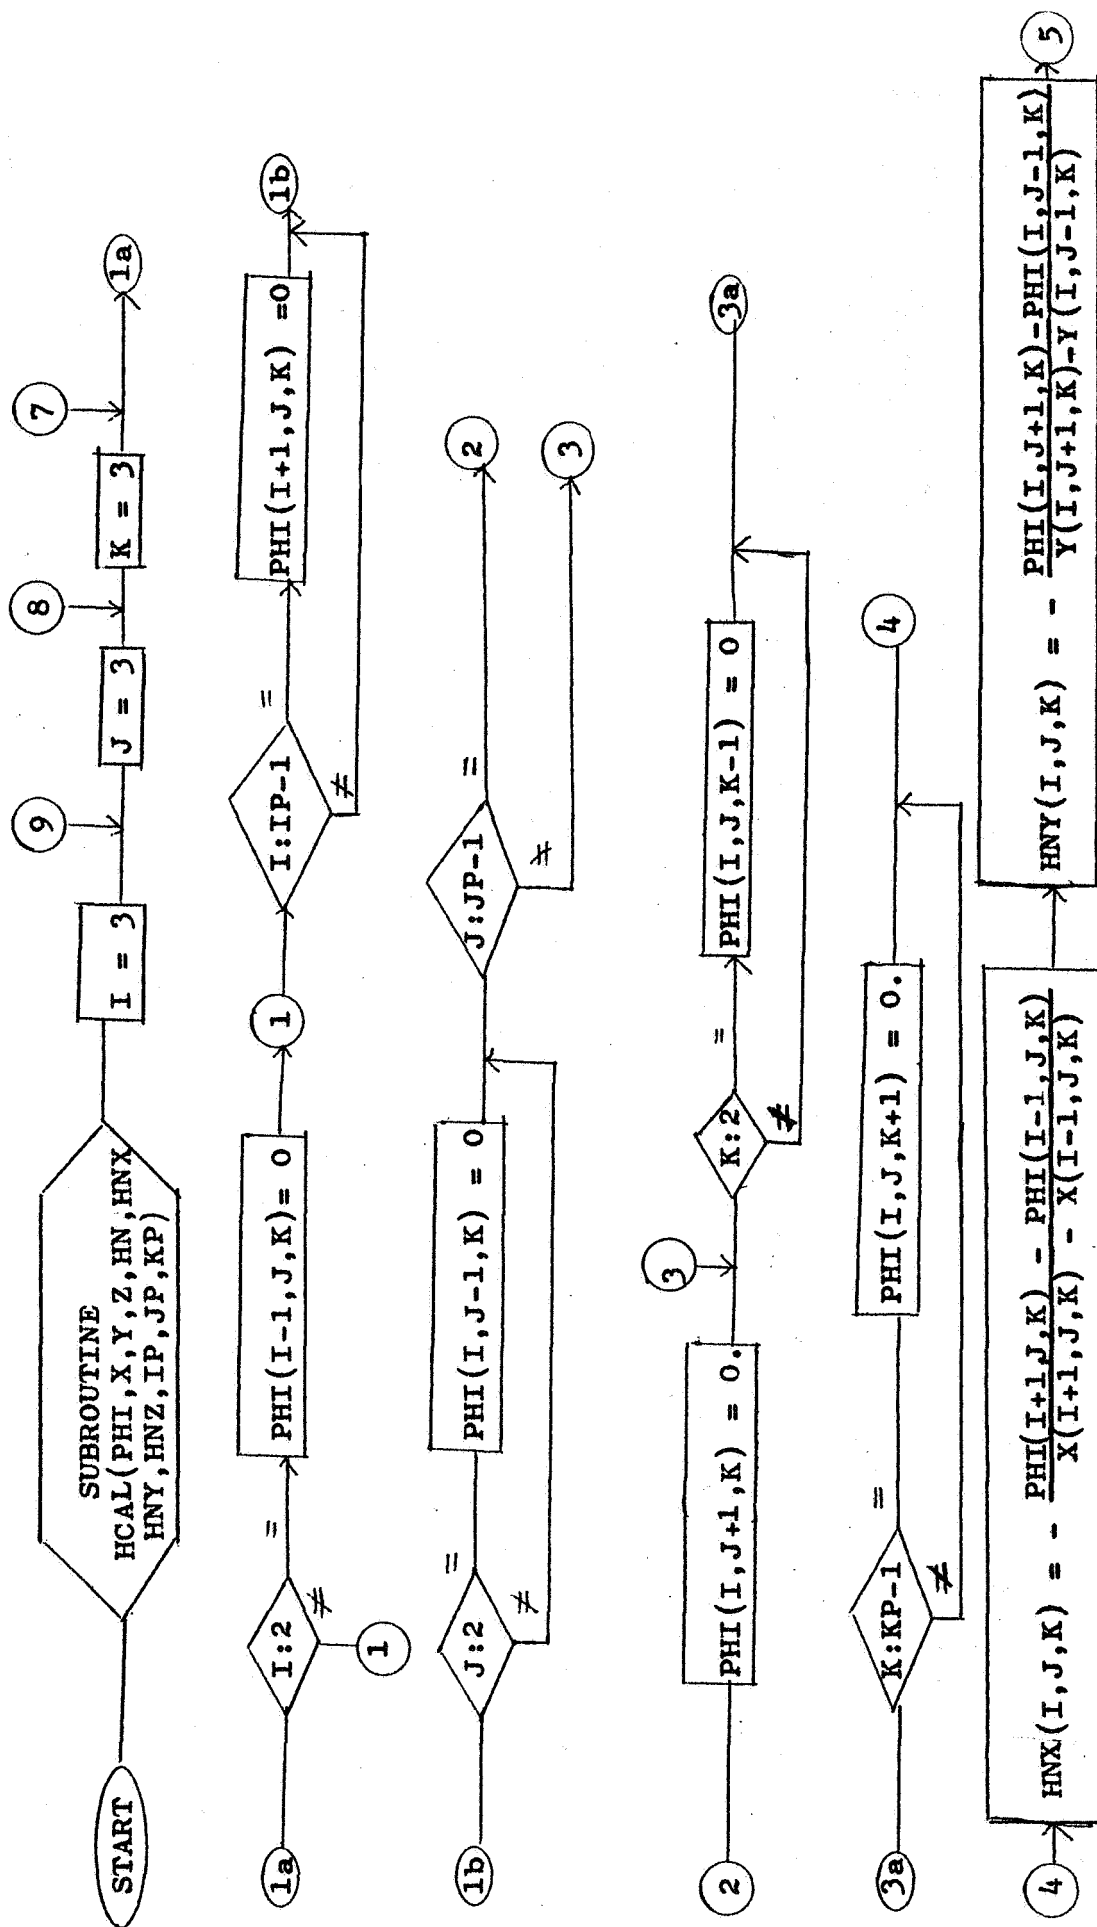 START
SUBROUTINE
HCAL(PHI,X,Y,Z,HN,HNX
HNY,HNZ,IP,JP,KP)
I = 3
9
J = 3
8
K = 3
7
1a
1a
I:2
=
≠
1
PHI(I-1,J,K)= 0
1
I:IP-1
=
≠
PHI(I+1,J,K) =0
1b
1b
J:2
=
≠
PHI(I,J-1,K) = 0
J:JP-1
=
≠
2
3
2
PHI(I,J+1,K) = 0.
3
K:2
=
≠
PHI(I,J,K-1) = 0
3a
3a
K:KP-1
=
≠
PHI(I,J,K+1) = 0.
4
4
HNX(I,J,K) = - PHI(I+1,J,K) - PHI(I-1,J,K)
X(I+1,J,K) - X(I-1,J,K)
HNY(I,J,K) = - PHI(I,J+1,K)-PHI(I,J-1,K)
Y(I,J+1,K)-Y(I,J-1,K)
5